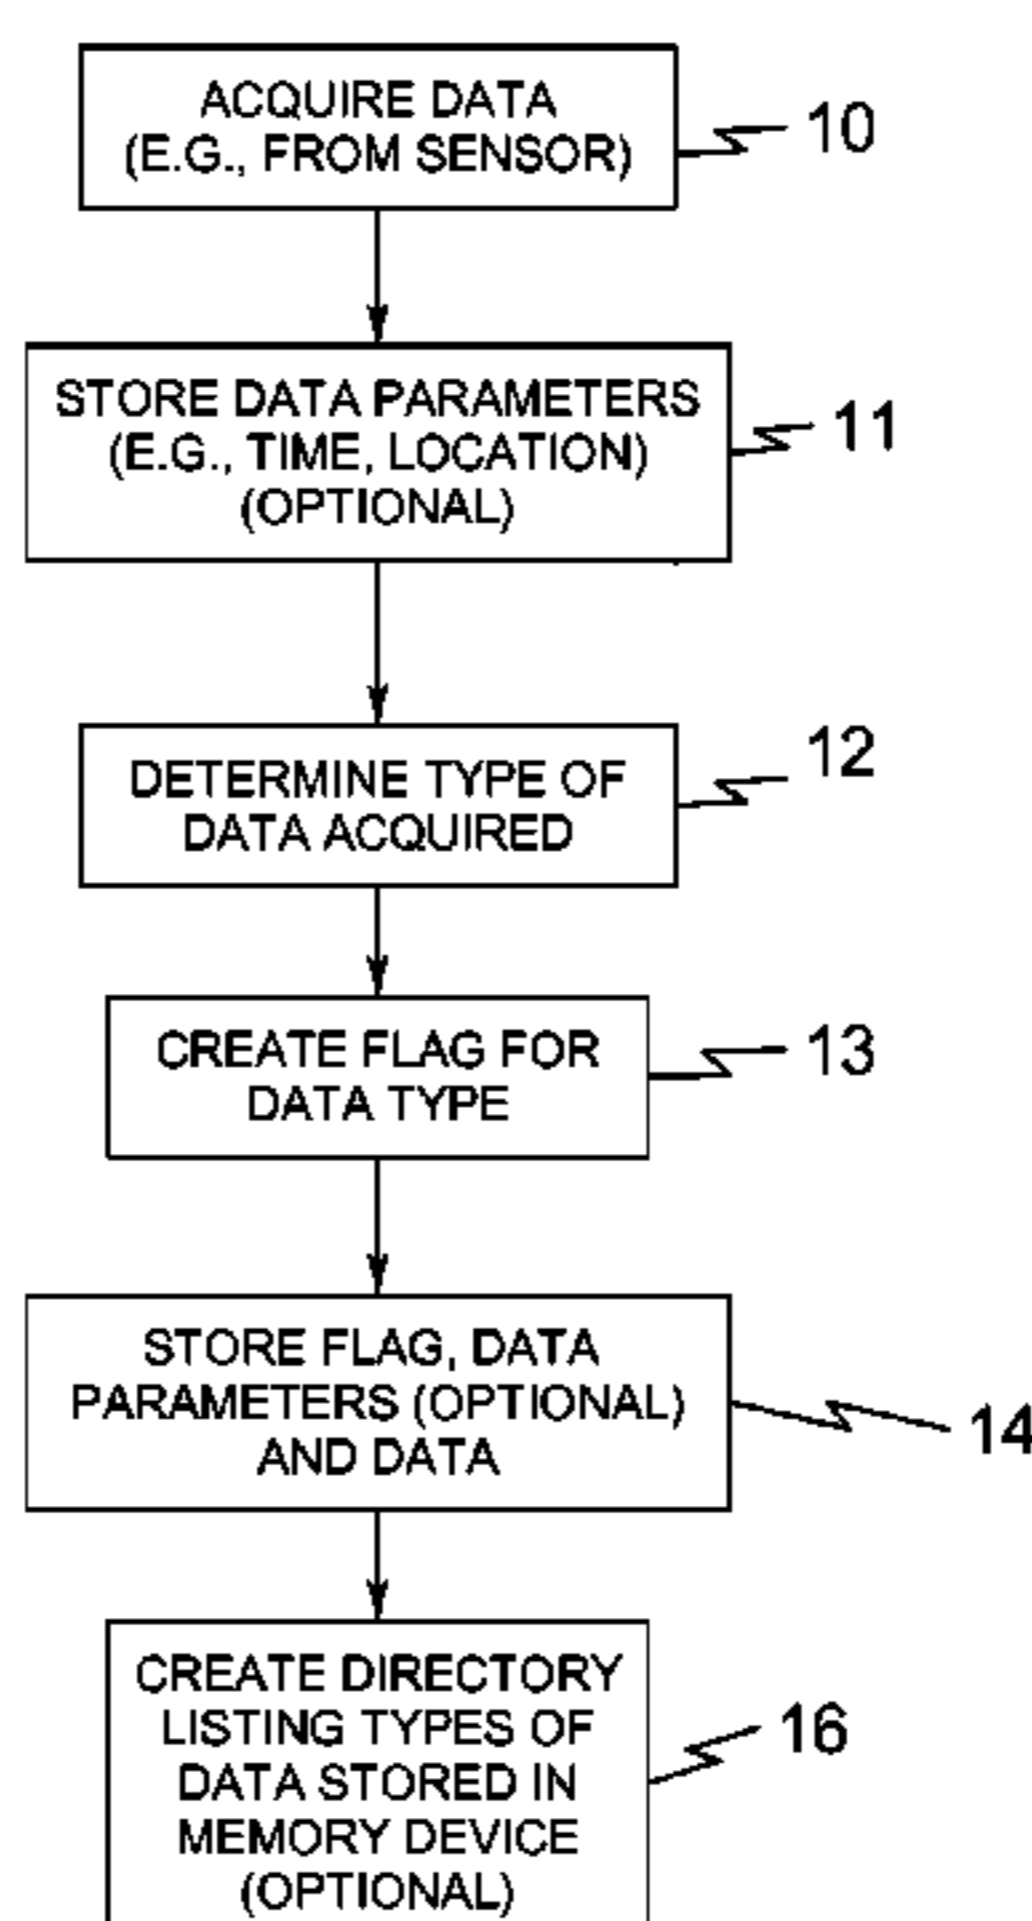 ACQUIRE DATA
(E.G., FROM SENSOR)
10
STORE DATA PARAMETERS
(E.G., TIME, LOCATION)
(OPTIONAL)
11
DETERMINE TYPE OF
DATA ACQUIRED
12
CREATE FLAG FOR
DATA TYPE
13
STORE FLAG, DATA
PARAMETERS (OPTIONAL)
AND DATA
14
CREATE DIRECTORY
LISTING TYPES OF
DATA STORED IN
MEMORY DEVICE
(OPTIONAL)
16